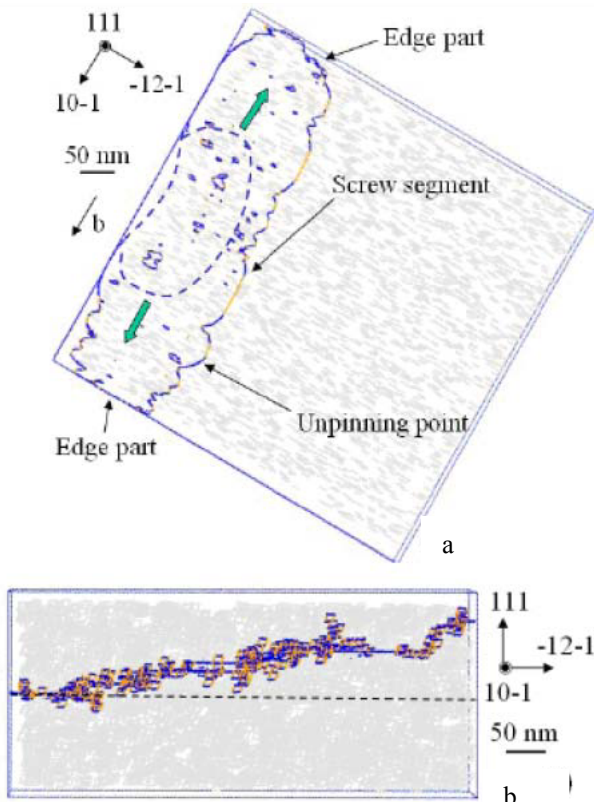 111
Edge part
-12-1
10-1
50 nm
b
Screw segment
Unpinning point
Edge part
a
111
-12-1
10-1
50 nm
b )